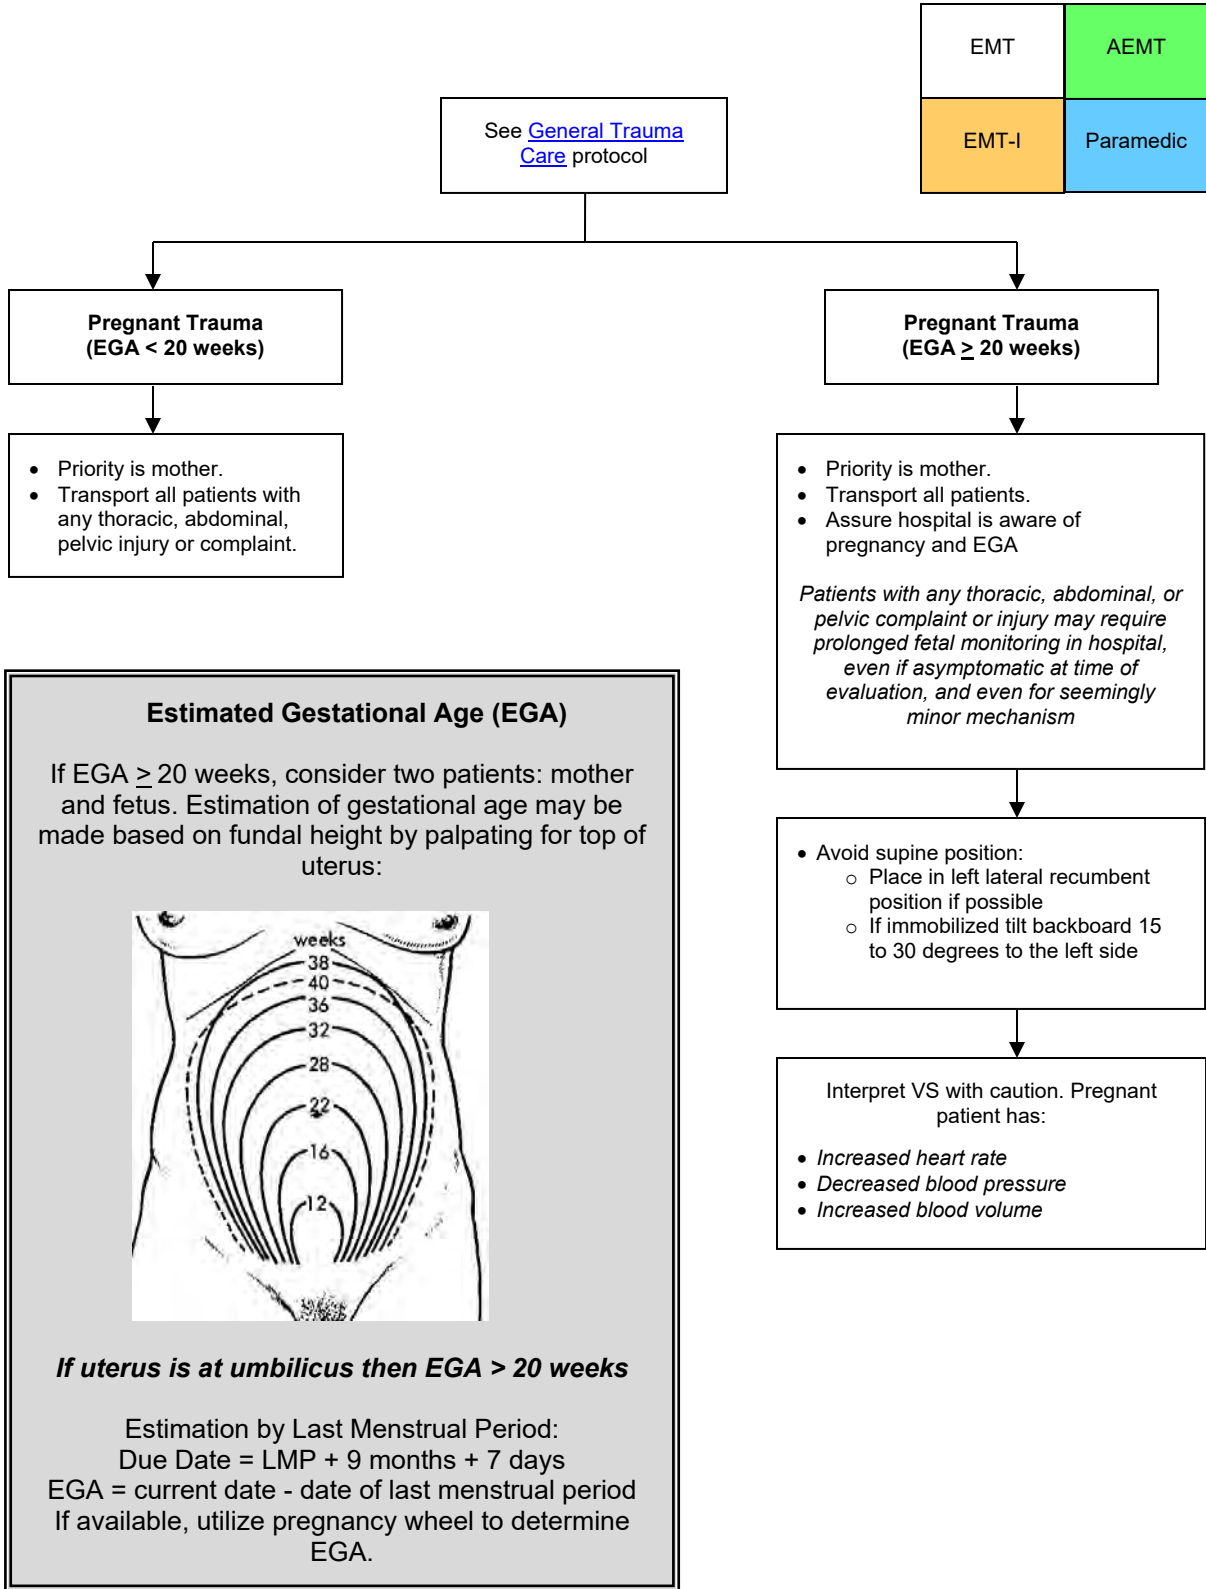 EMT
AEMT
EMT-I
Paramedic
See General Trauma
Care protocol
Pregnant Trauma
(EGA < 20 weeks)
Pregnant Trauma
(EGA ≥ 20 weeks)
• Priority is mother.
• Transport all patients with
any thoracic, abdominal,
pelvic injury or complaint.
• Priority is mother.
• Transport all patients.
• Assure hospital is aware of
pregnancy and EGA
Patients with any thoracic, abdominal, or
pelvic complaint or injury may require
prolonged fetal monitoring in hospital,
even if asymptomatic at time of
evaluation, and even for seemingly
minor mechanism
• Avoid supine position:
o Place in left lateral recumbent
position if possible
o If immobilized tilt backboard 15
to 30 degrees to the left side
Interpret VS with caution. Pregnant
patient has:
• Increased heart rate
• Decreased blood pressure
• Increased blood volume
Estimated Gestational Age (EGA)
If EGA ≥ 20 weeks, consider two patients: mother
and fetus. Estimation of gestational age may be
made based on fundal height by palpating for top of
uterus:
weeks
38
40
36
32
28
22
16
12
If uterus is at umbilicus then EGA > 20 weeks
Estimation by Last Menstrual Period:
Due Date = LMP + 9 months + 7 days
EGA = current date - date of last menstrual period
If available, utilize pregnancy wheel to determine
EGA.